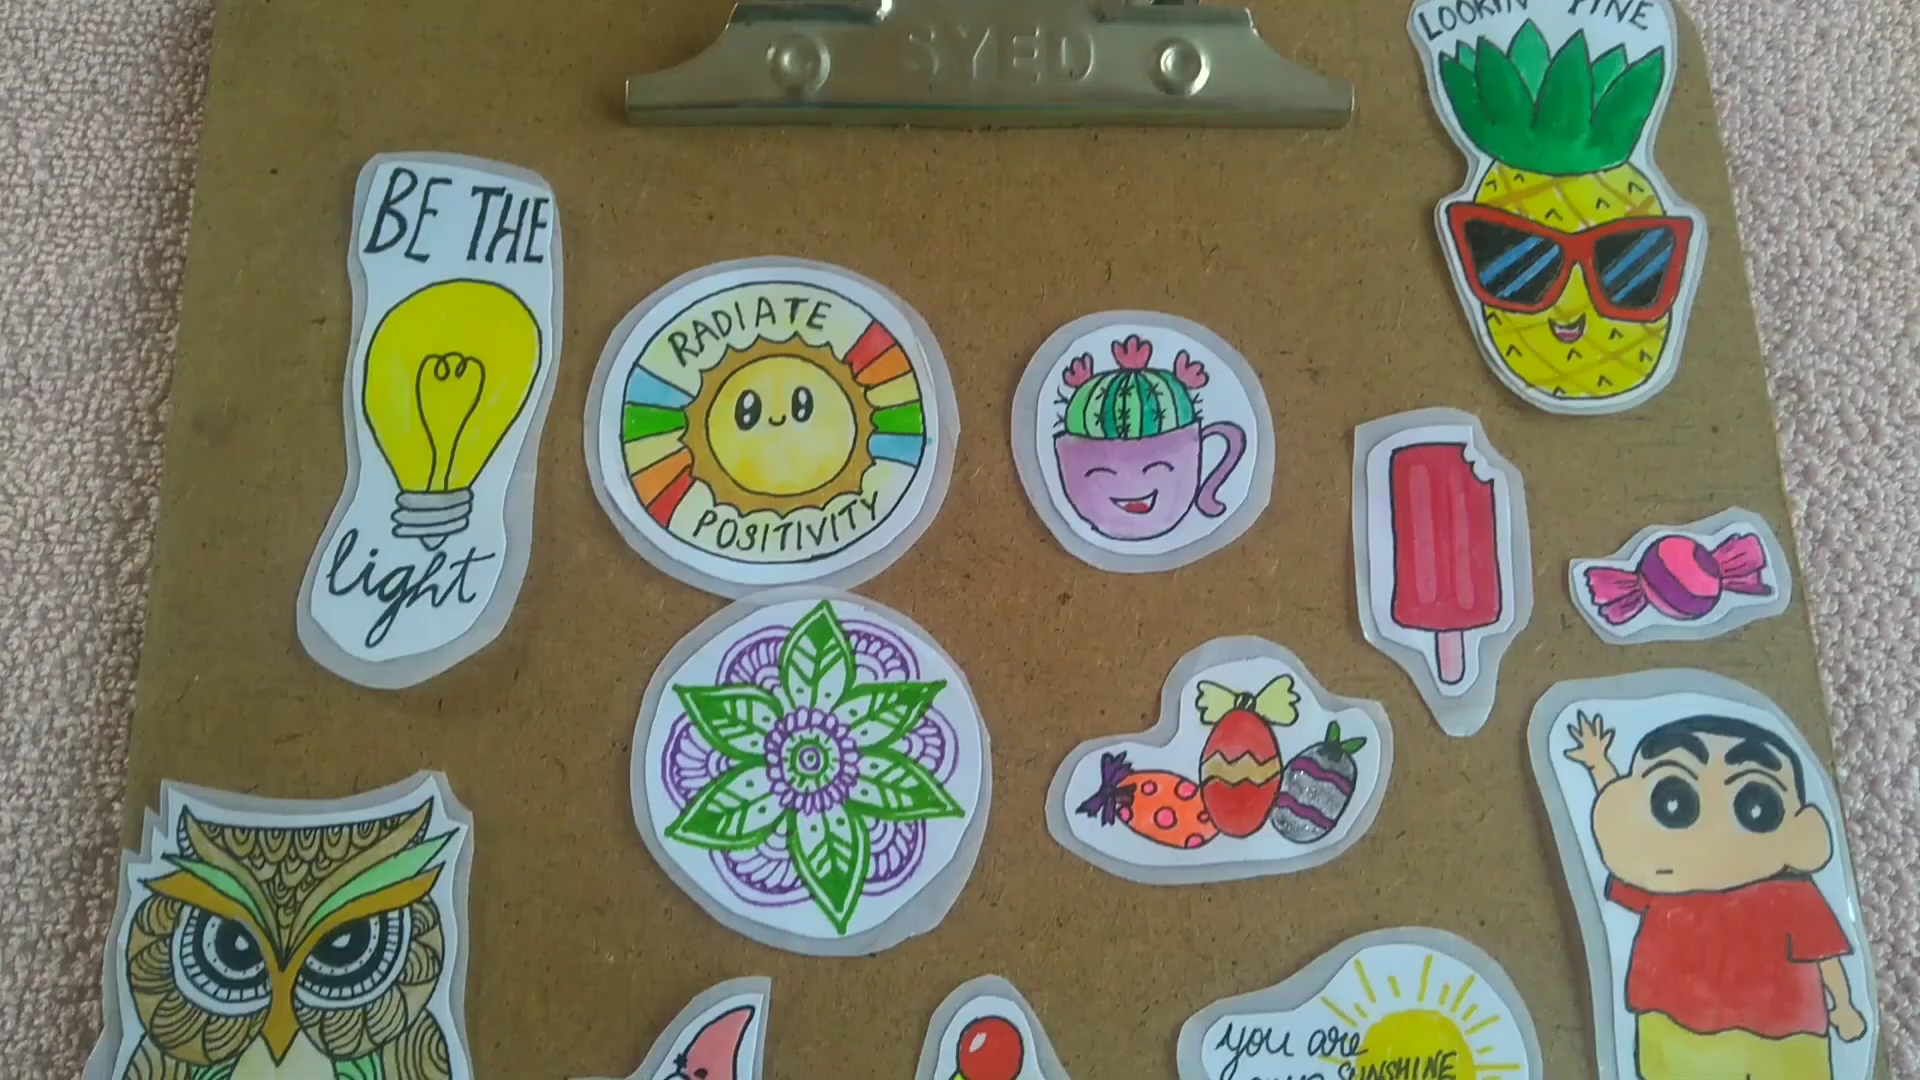 SYED
LOOKIN' FINE
BE THE
light
RADIATE
POSITIVITY
you are
SUNSHINE